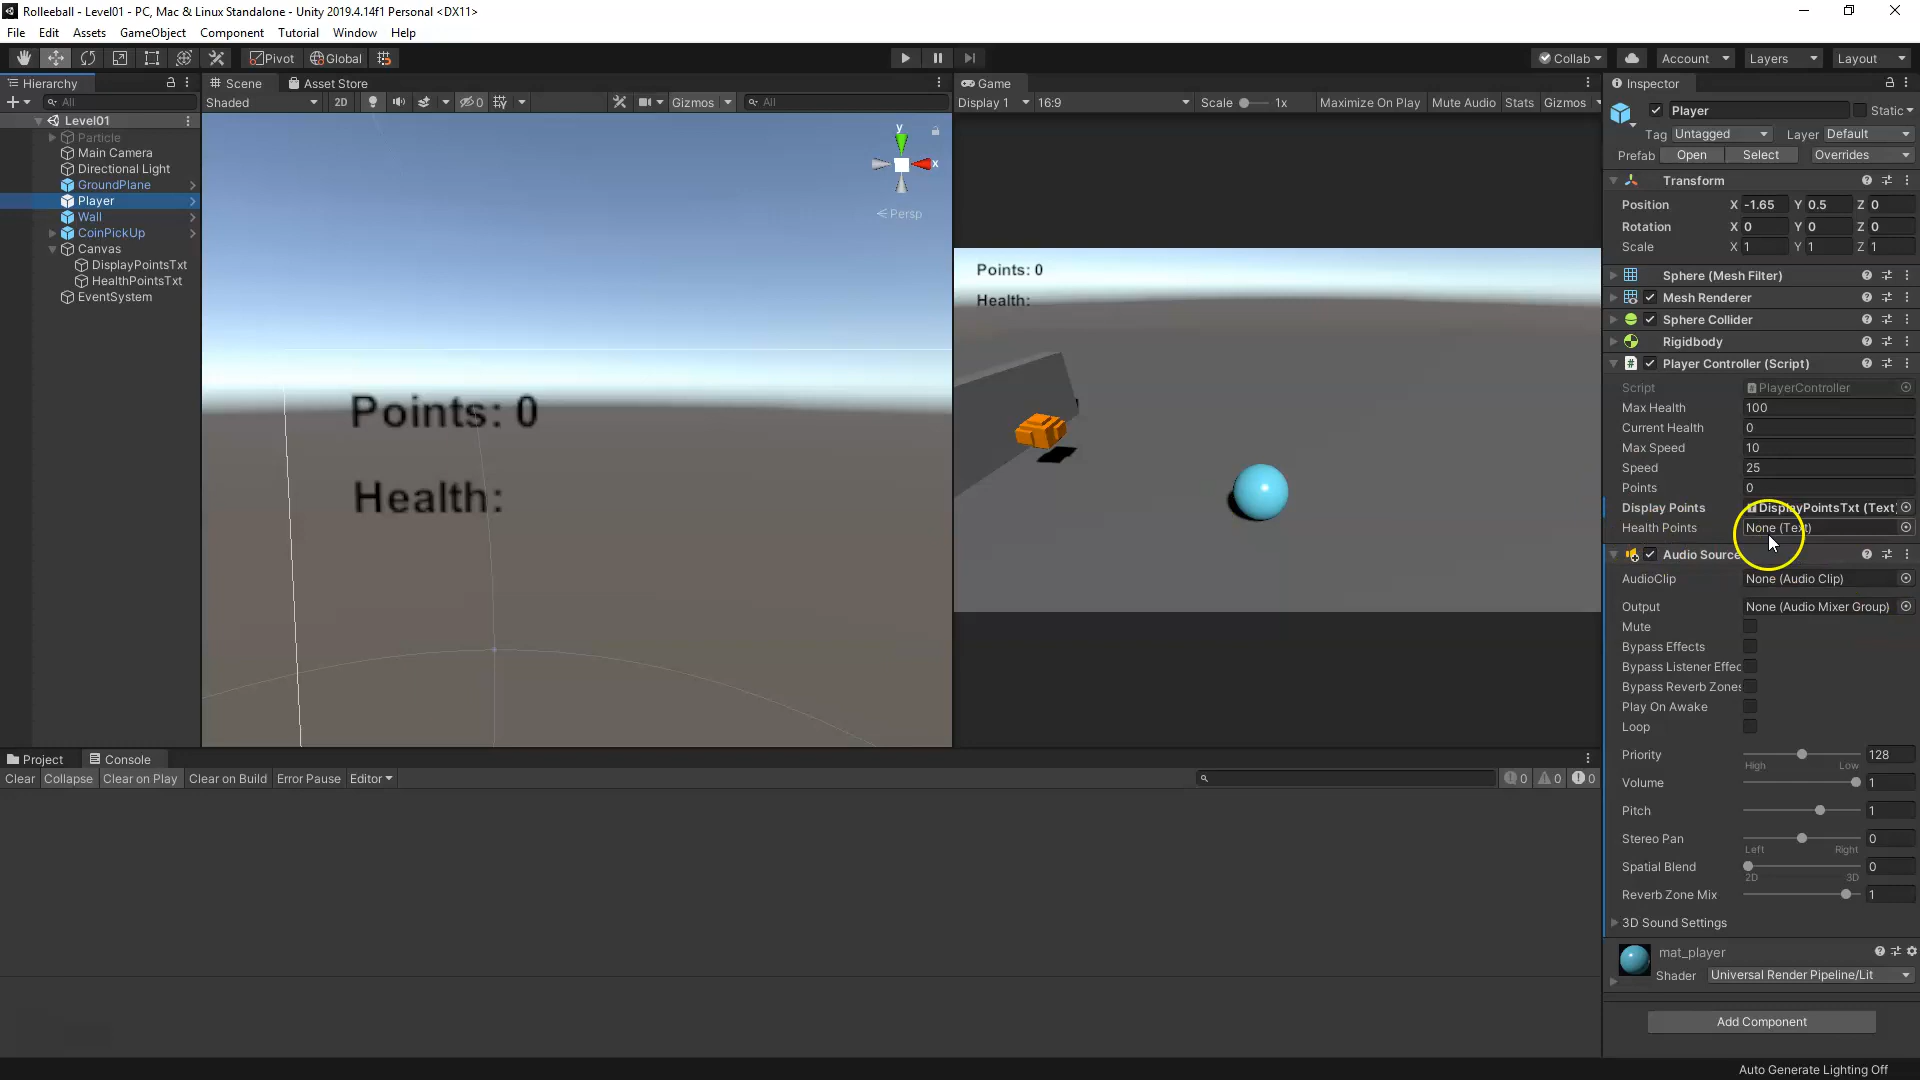 Rolleeball - Level01 - PC, Mac & Linux Standalone - Unity 2019.4.14f1 Personal <DX11>
File Edit Assets GameObject Component Tutorial Window Help
Pivot Global Collab Account Layers Layout
Hierarchy
All
Level01
Particle
Main Camera
Directional Light
GroundPlane
Player
Wall
CoinPickUp
Canvas
DisplayPointsTxt
HealthPointsTxt
EventSystem
Scene Asset Store
Shaded 2D 0 Gizmos All
y
x
Persp
Points: 0
Health:
Game
Display 1 16:9 Scale 1x Maximize On Play Mute Audio Stats Gizmos
Points: 0
Health:
Inspector
Player Static
Tag Untagged Layer Default
Prefab Open Select Overrides
Transform
Position X -1.65 Y 0.5 Z 0
Rotation X 0 Y 0 Z 0
Scale X 1 Y 1 Z 1
Sphere (Mesh Filter)
Mesh Renderer
Sphere Collider
Rigidbody
Player Controller (Script)
Script PlayerController
Max Health 100
Current Health 0
Max Speed 10
Speed 25
Points 0
Display Points DisplayPointsTxt (Text)
Health Points None (Text)
Audio Source
AudioClip None (Audio Clip)
Output None (Audio Mixer Group)
Mute
Bypass Effects
Bypass Listener Effec
Bypass Reverb Zones
Play On Awake
Loop
Priority 128
High Low
Volume 1
Pitch 1
Stereo Pan 0
Left Right
Spatial Blend 0
2D 3D
Reverb Zone Mix 1
3D Sound Settings
mat_player
Shader Universal Render Pipeline/Lit
Add Component
Project Console
Clear Collapse Clear on Play Clear on Build Error Pause Editor 0 0 0
Auto Generate Lighting Off